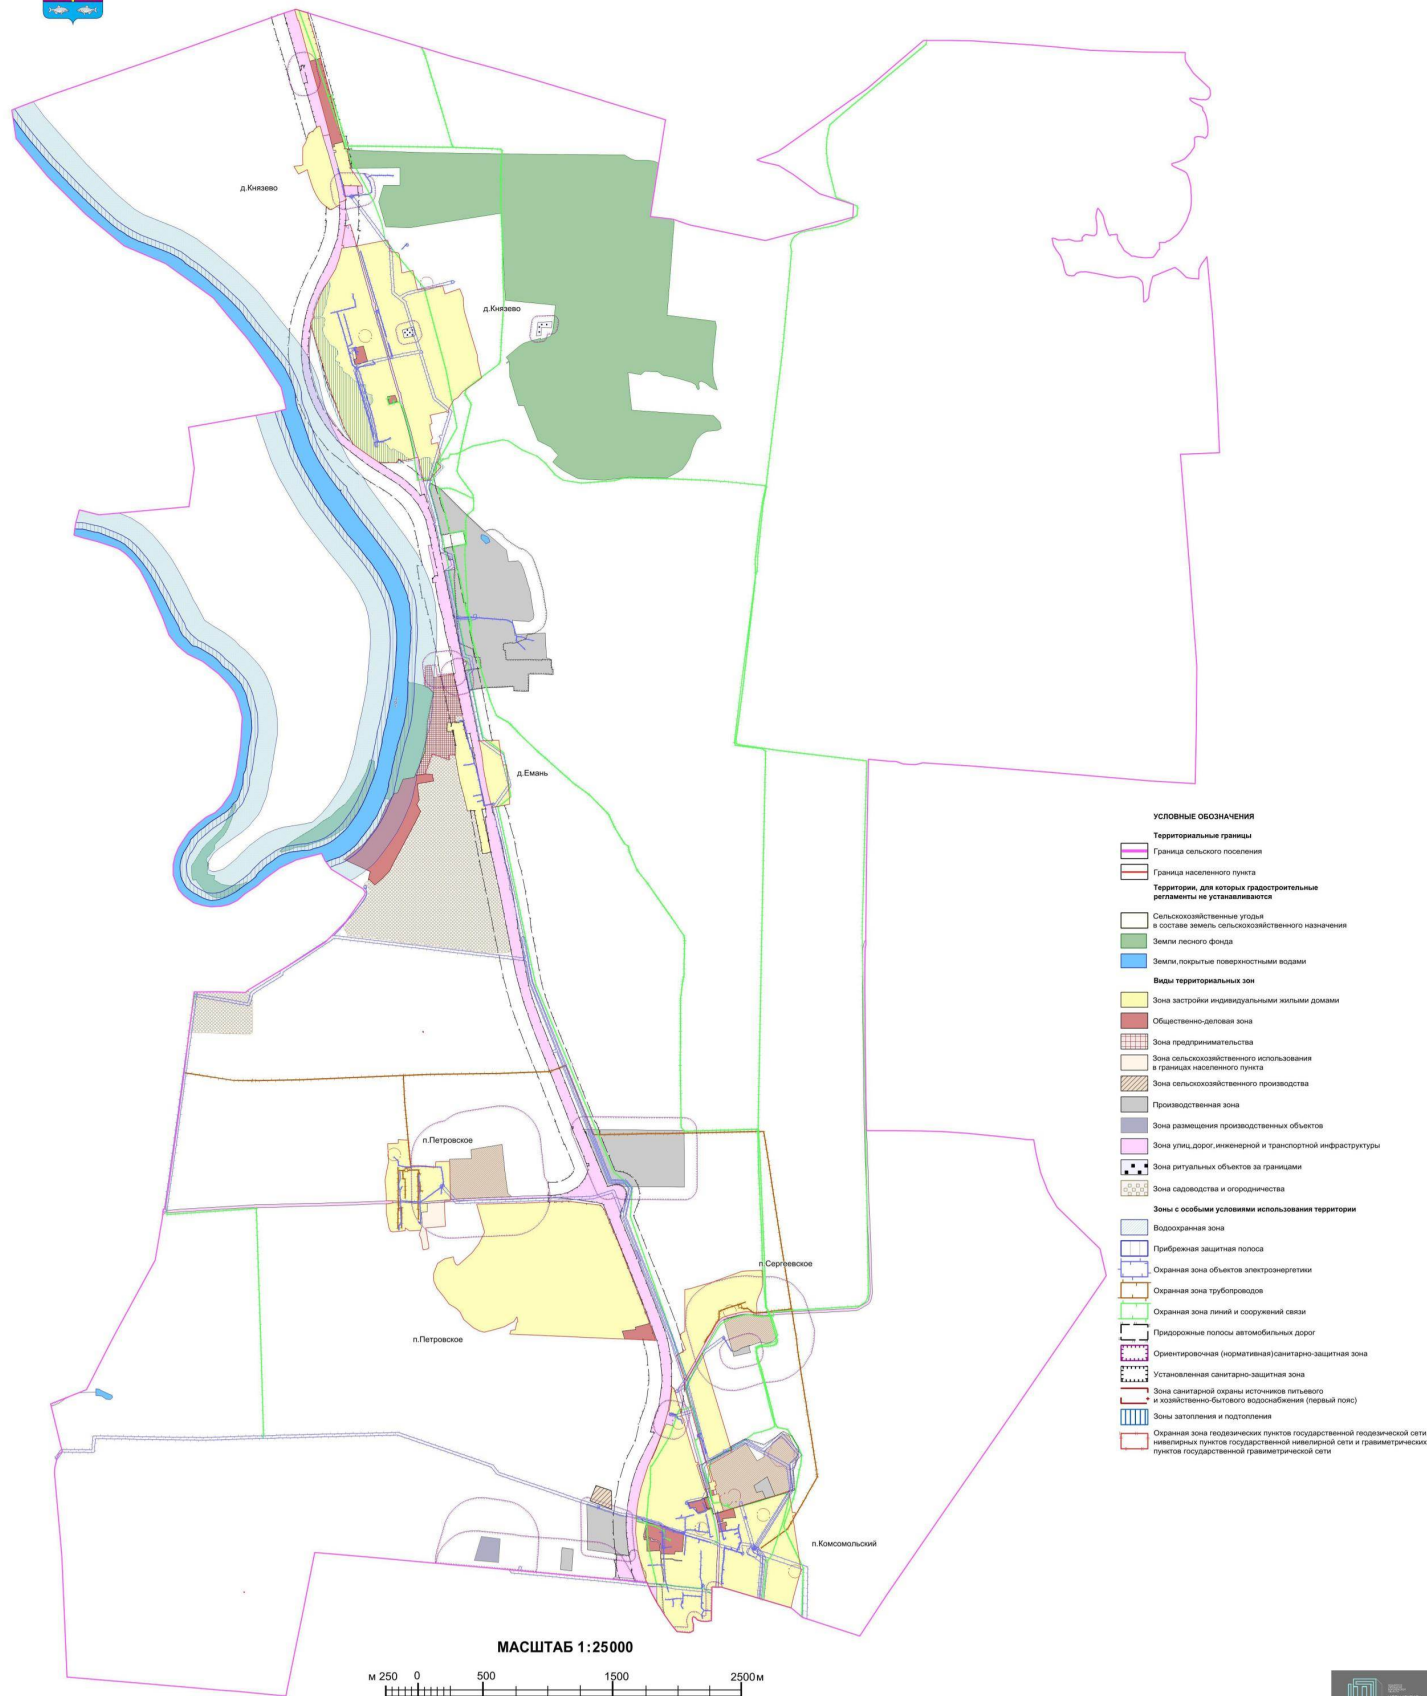 д.Князево
д.Князево
д.Емань
УСЛОВНЫЕ ОБОЗНАЧЕНИЯ
Территориальные границы
Граница сельского поселения
Граница населенного пункта
Территории, для которых градостроительные
регламенты не устанавливаются
Сельскохозяйственные угодья
в составе земель сельскохозяйственного назначения
Земли лесного фонда
Земли,покрытые поверхностными водами
Виды территориальных зон
Зона застройки индивидуальными жилыми домами
Общественно-деловая зона
Зона предпринимательства
Зона сельскохозяйственного использования
в границах населенного пункта
Зона сельскохозяйственного производства
Производственная зона
Зона размещения производственных объектов
Зона улиц,дорог,инженерной и транспортной инфраструктуры
Зона ритуальных объектов за границами
Зона садоводства и огородничества
Зоны с особыми условиями использования территории
Водоохранная зона
Прибрежная защитная полоса
Охранная зона объектов электроэнергетики
Охранная зона трубопроводов
Охранная зона линий и сооружений связи
Придорожные полосы автомобильных дорог
Ориентировочная (нормативная)санитарно-защитная зона
Установленная санитарно-защитная зона
Зона санитарной охраны источников питьевого
и хозяйственно-бытового водоснабжения (первый пояс)
Зоны затопления и подтопления
Охранная зона геодезических пунктов государственной геодезической сети
нивелирных пунктов государственной нивелирной сети и гравиметрических
пунктов государственной гравиметрической сети
п.Петровское
п.Сергеевское
п.Петровское
п.Комсомольский
МАСШТАБ 1:25000
м 250 0 500 1500 2500м